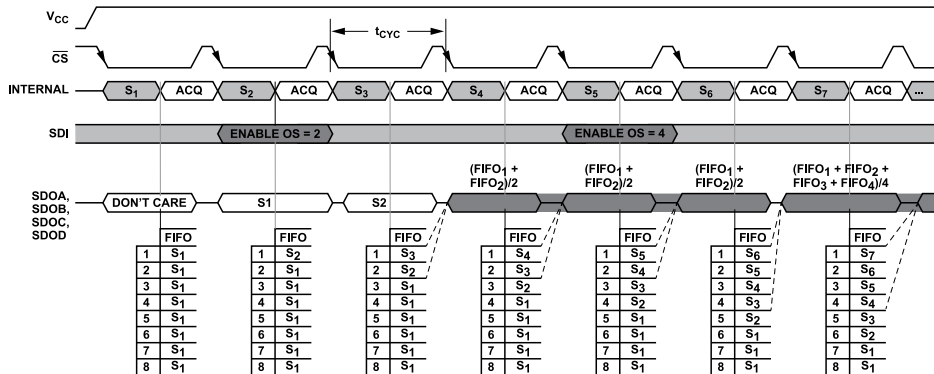 VCC
tCYC
CS
INTERNAL S1 ACQ S2 ACQ S3 ACQ S4 ACQ S5 ACQ S6 ACQ S7 ACQ ...
SDI ENABLE OS = 2 ENABLE OS = 4
(FIFO1 + FIFO2)/2 (FIFO1 + FIFO2)/2 (FIFO1 + FIFO2)/2 (FIFO1 + FIFO2 + FIFO3 + FIFO4)/4
SDOA, SDOB, SDOC, SDOD DON'T CARE S1 S2
FIFO FIFO FIFO FIFO FIFO FIFO FIFO
1 S1 1 S2 1 S3 1 S4 1 S5 1 S6 1 S7
2 S1 2 S1 2 S2 2 S3 2 S4 2 S5 2 S6
3 S1 3 S1 3 S1 3 S2 3 S3 3 S4 3 S5
4 S1 4 S1 4 S1 4 S1 4 S2 4 S3 4 S4
5 S1 5 S1 5 S1 5 S1 5 S1 5 S2 5 S3
6 S1 6 S1 6 S1 6 S1 6 S1 6 S1 6 S2
7 S1 7 S1 7 S1 7 S1 7 S1 7 S1 7 S1
8 S1 8 S1 8 S1 8 S1 8 S1 8 S1 8 S1